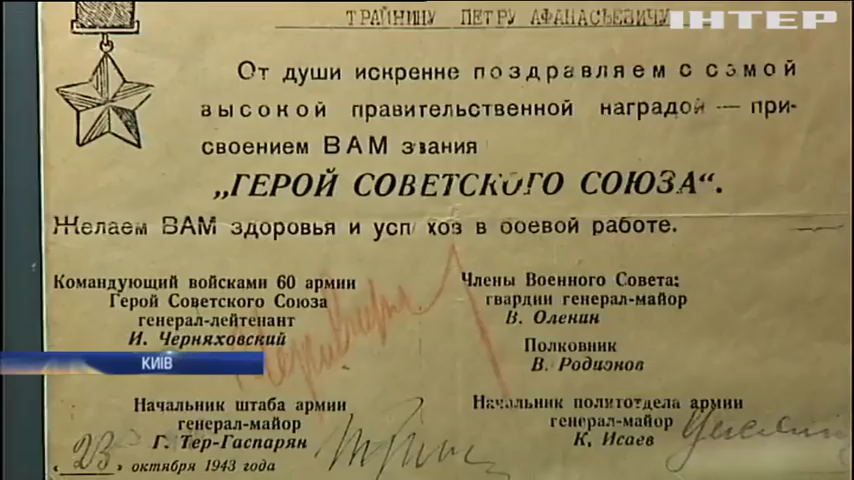 ТРАЙНИНУ ПЕТРУ АФАНАСЬЕВИЧУ
ІНТЕР
От души искренне поздравляем с самой
высокой правительственной наградой — при-
своением ВАМ звания
„ГЕРОЙ СОВЕТСКОГО СОЮЗА“.
Желаем ВАМ здоровья и успехов в боевой работе.
Командующий войсками 60 армии
Герой Советского Союза
генерал-лейтенант
И. Черняховский
Члены Военного Совета:
гвардии генерал-майор
В. Оленин
Полковник
В. Родионов
КИЇВ
Начальник штаба армии
генерал-майор
Г. Тер-Гаспарян
Начальник политотдела армии
генерал-майор
К. Исаев
„23" октября 1943 года